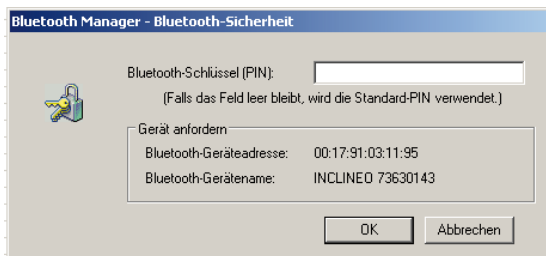 Bluetooth Manager - Bluetooth-Sicherheit
Bluetooth-Schlüssel (PIN):
(Falls das Feld leer bleibt, wird die Standard-PIN verwendet.)
Gerät anfordern
Bluetooth-Geräteadresse: 00:17:91:03:11:95
Bluetooth-Gerätename: INCLINEO 73630143
OK Abbrechen